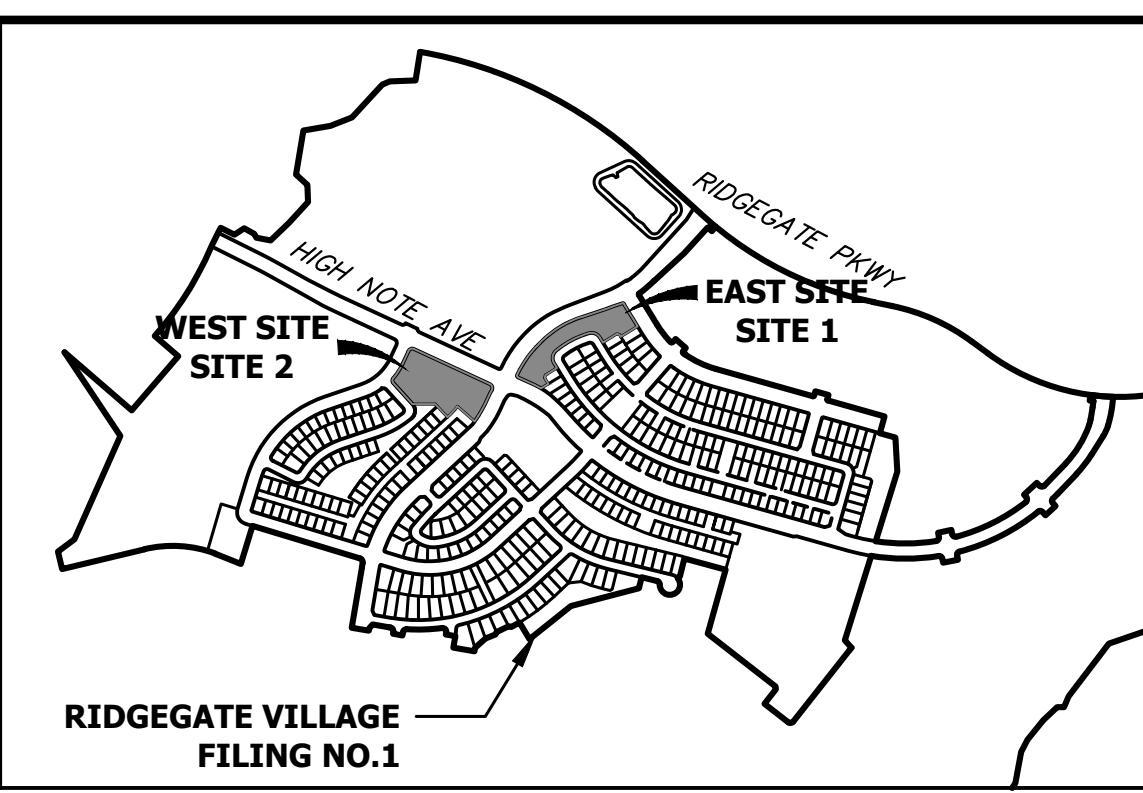 RIDGEGATE PKWY
HIGH NOTE AVE
EAST SITE
SITE 1
WEST SITE
SITE 2
RIDGEGATE VILLAGE
FILING NO.1